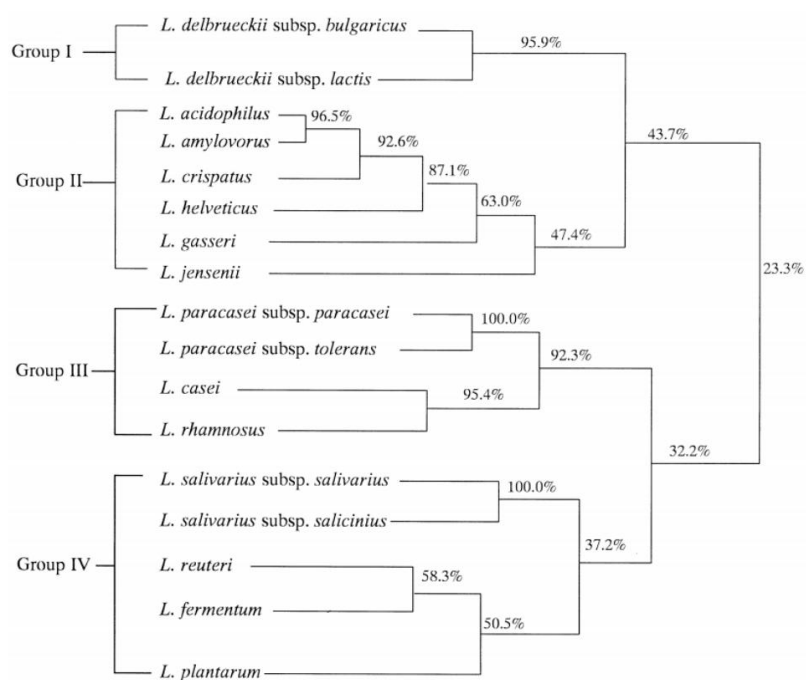 L. delbrueckii subsp. bulgaricus
95.9%
Group I
L. delbrueckii subsp. lactis
L. acidophilus
96.5%
L. amylovorus
92.6%
43.7%
Group II
L. crispatus
87.1%
L. helveticus
63.0%
L. gasseri
47.4%
L. jensenii
23.3%
L. paracasei subsp. paracasei
100.0%
L. paracasei subsp. tolerans
92.3%
Group III
L. casei
95.4%
L. rhamnosus
32.2%
L. salivarius subsp. salivarius
100.0%
L. salivarius subsp. salicinius
37.2%
Group IV
L. reuteri
58.3%
L. fermentum
50.5%
L. plantarum